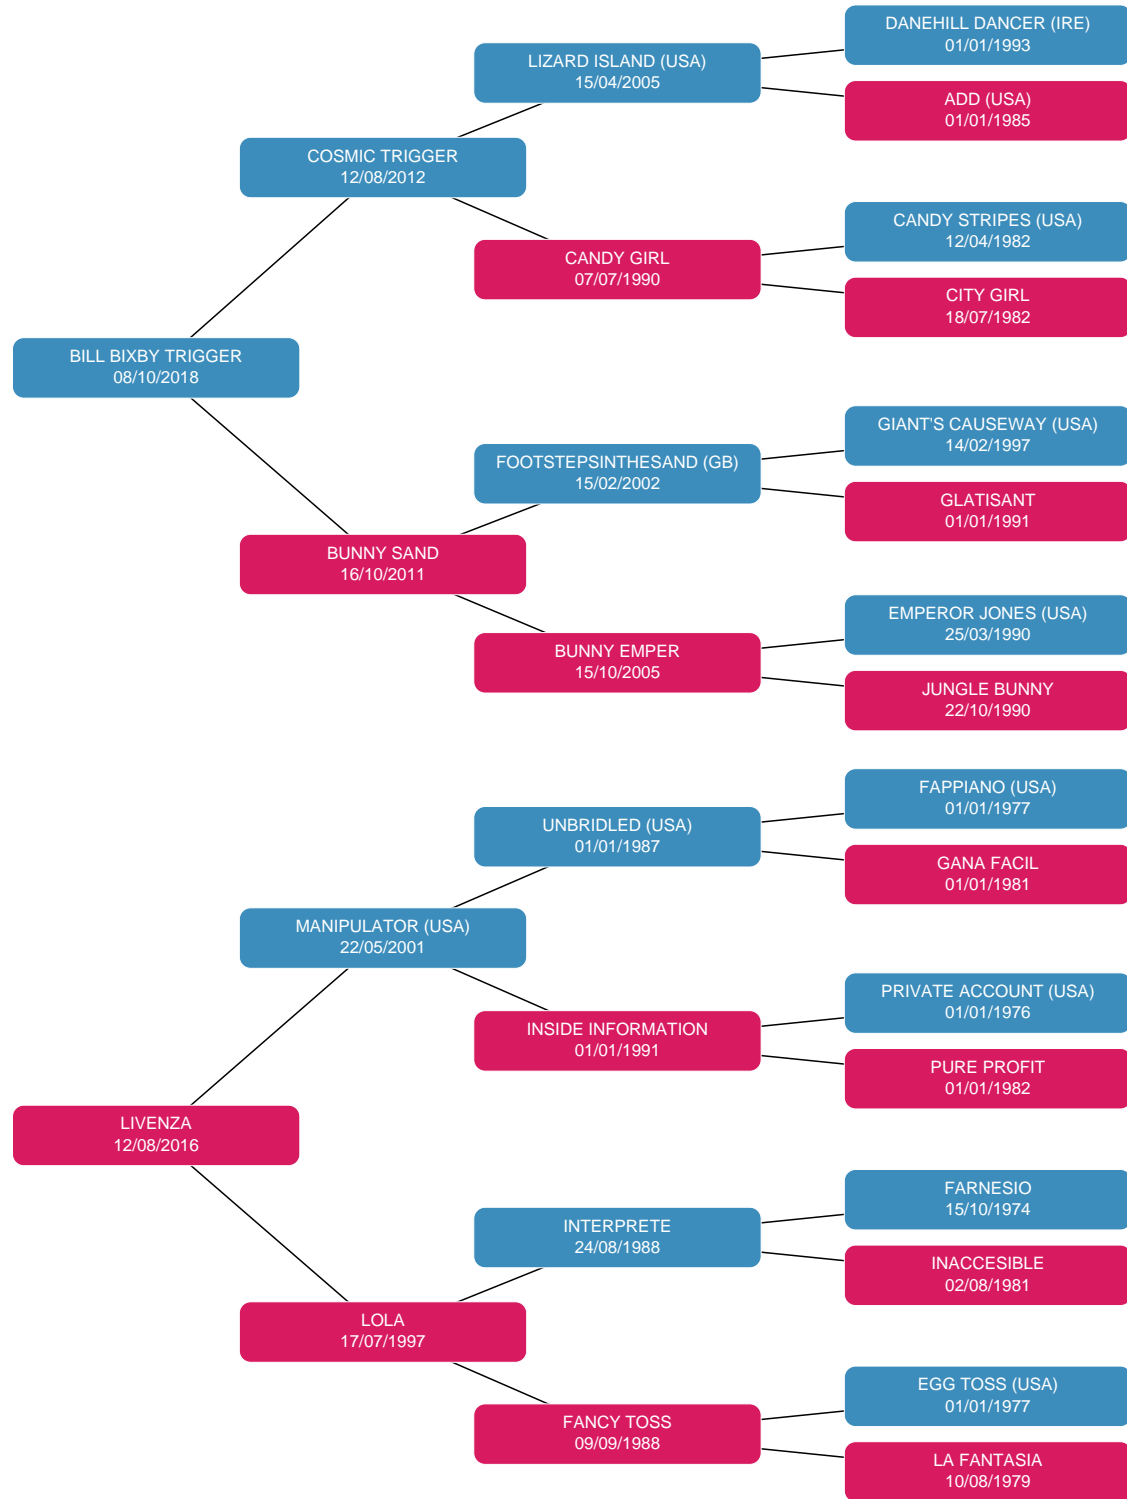 DANEHILL DANCER (IRE)
01/01/1993
LIZARD ISLAND (USA)
15/04/2005
ADD (USA)
01/01/1985
COSMIC TRIGGER
12/08/2012
CANDY STRIPES (USA)
12/04/1982
CANDY GIRL
07/07/1990
CITY GIRL
18/07/1982
BILL BIXBY TRIGGER
08/10/2018
GIANT'S CAUSEWAY (USA)
14/02/1997
FOOTSTEPSINTHESAND (GB)
15/02/2002
GLATISANT
01/01/1991
BUNNY SAND
16/10/2011
EMPEROR JONES (USA)
25/03/1990
BUNNY EMPER
15/10/2005
JUNGLE BUNNY
22/10/1990
FAPPIANO (USA)
01/01/1977
UNBRIDLED (USA)
01/01/1987
GANA FACIL
01/01/1981
MANIPULATOR (USA)
22/05/2001
PRIVATE ACCOUNT (USA)
01/01/1976
INSIDE INFORMATION
01/01/1991
PURE PROFIT
01/01/1982
LIVENZA
12/08/2016
FARNESIO
15/10/1974
INTERPRETE
24/08/1988
INACCESIBLE
02/08/1981
LOLA
17/07/1997
EGG TOSS (USA)
01/01/1977
FANCY TOSS
09/09/1988
LA FANTASIA
10/08/1979